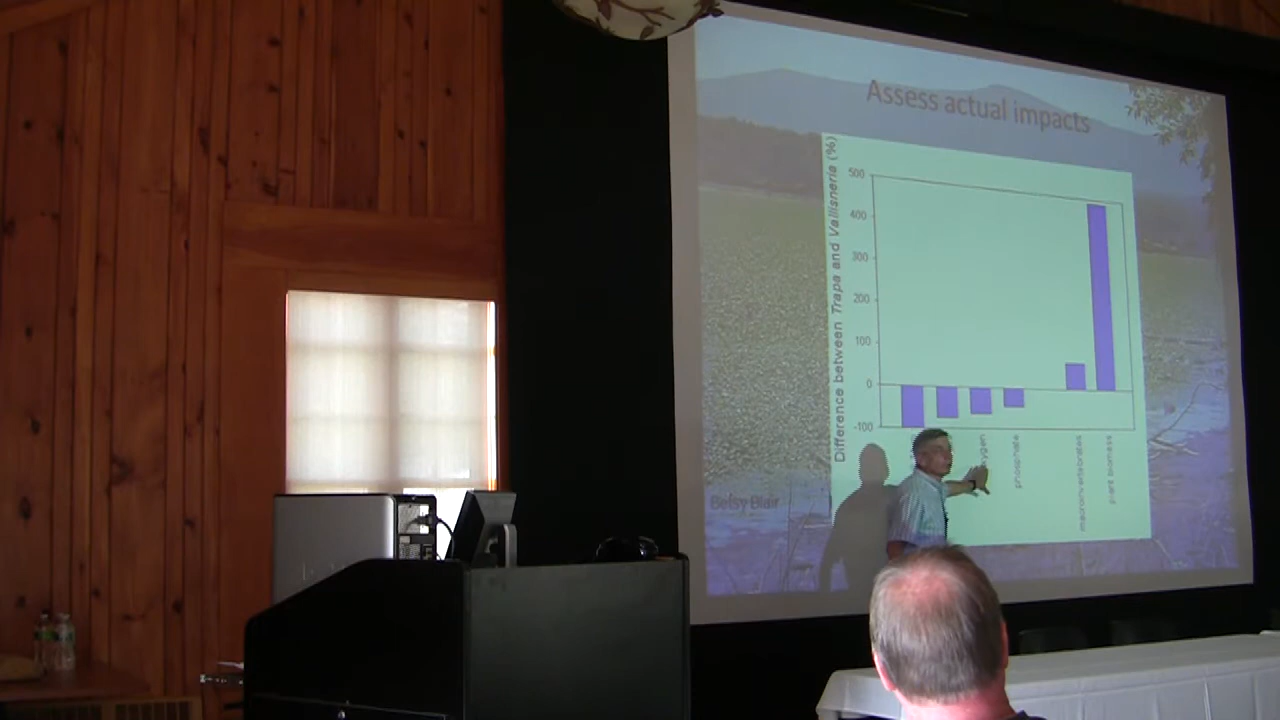 Assess actual impacts
Difference between Trapa and Vallisneria (%)
500
400
300
200
100
0
-100
phosphate
macroinvertebrates
plant biomass
Betsy Blair